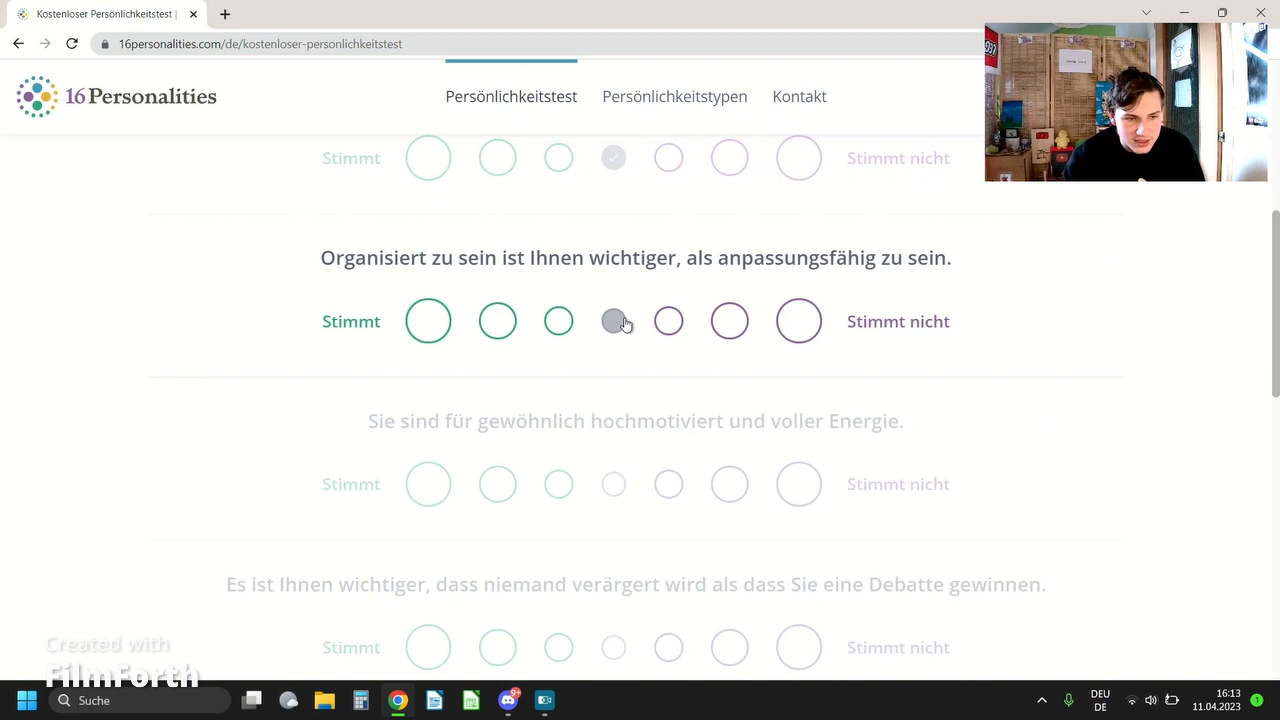 Kostenloser Persönlichkeitstest |
16personalities.com/de/kostenloser-personlichkeitstest
16Personalities
Persönlichkeitstest
Persönlichkeitstypen
Kontakt
Stimmt
Stimmt nicht
Organisiert zu sein ist Ihnen wichtiger, als anpassungsfähig zu sein.
Stimmt
Stimmt nicht
Sie sind für gewöhnlich hochmotiviert und voller Energie.
Stimmt
Stimmt nicht
Es ist Ihnen wichtiger, dass niemand verärgert wird als dass Sie eine Debatte gewinnen.
Stimmt
Stimmt nicht
Created with
FilmForth
Suche
9+
DEU
DE
16:13
11.04.2023
1